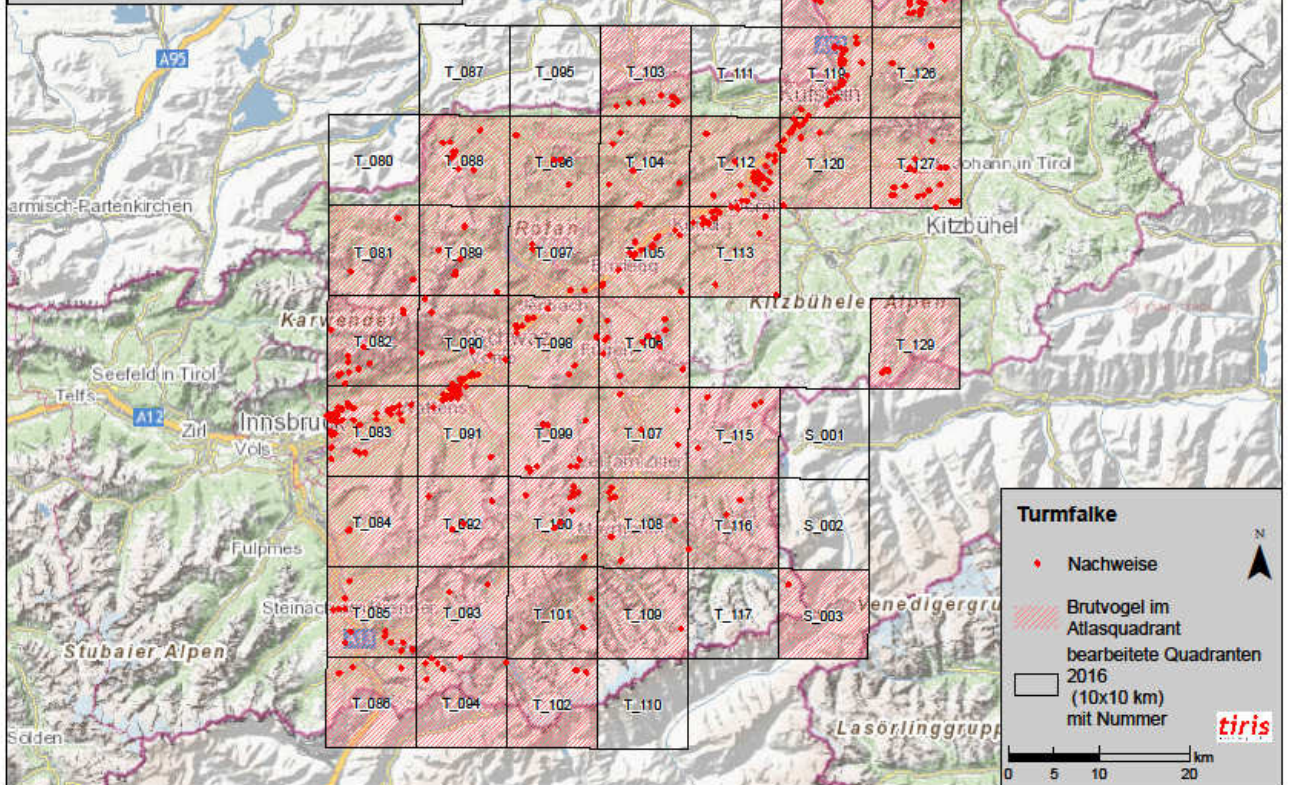 A95
T_087
T_095
T_103
T_111
T_119
T_126
Kufstein
T_080
T_088
T_096
T_104
T_112
T_120
T_127
Johann in Tirol
armisch-Partenkirchen
Kitzbühel
T_081
T_089
Rofan
T_097
T_105
T_113
Kitzbüheler Alpen
Karwendel
T_082
T_090
T_098
T_106
T_129
Seefeld in Tirol
Telfs
A12
Zirl
Innsbru
Völs
T_083
T_091
T_099
T_107
T_115
S_001
T_084
T_092
T_100
T_108
T_116
S_002
Fulpmes
Steinach
T_085
T_093
T_101
T_109
T_117
S_003
Venedigergru
A13
Stubaier Alpen
T_086
T_094
T_102
T_110
Sölden
Lasörlinggrupp
Turmfalke
N
Nachweise
Brutvogel im
Atlasquadrant
bearbeitete Quadranten
2016
(10x10 km)
mit Nummer
tiris
km
0 5 10 20